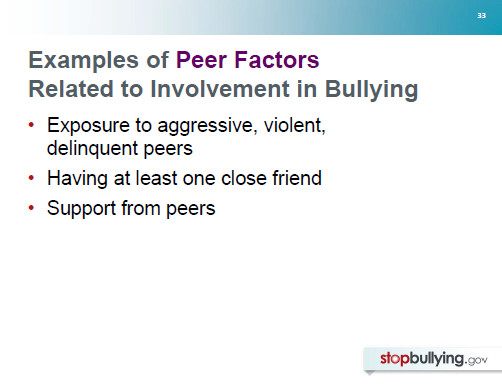 33
Examples of Peer Factors
Related to Involvement in Bullying
• Exposure to aggressive, violent,
delinquent peers
• Having at least one close friend
• Support from peers
stopbullying.gov